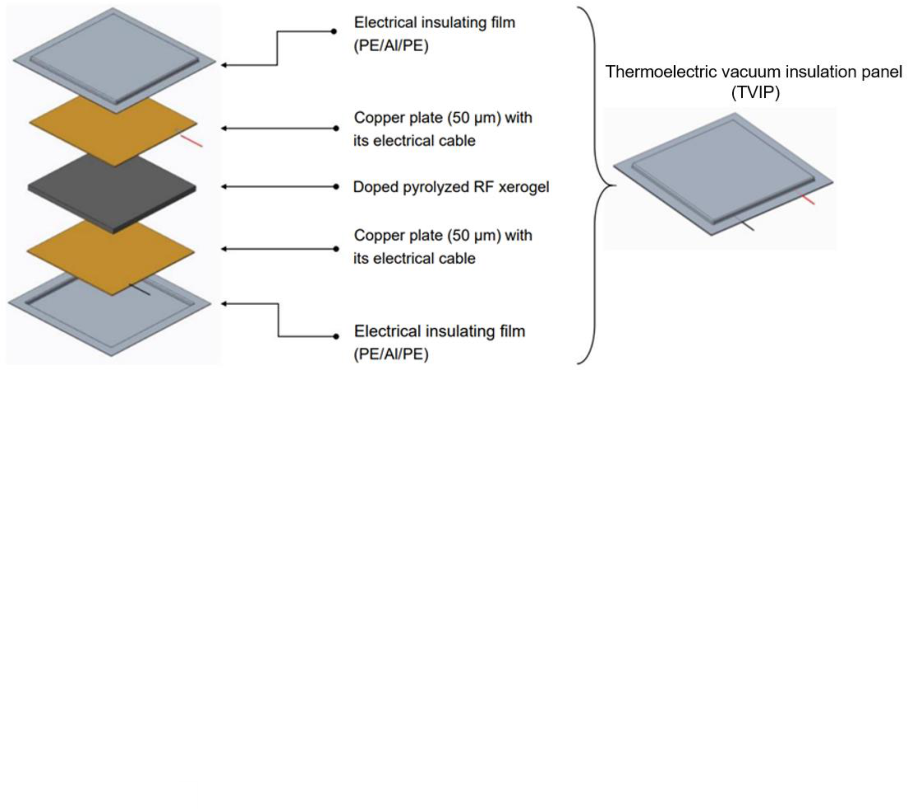 Electrical insulating film
(PE/Al/PE)
Copper plate (50 μm) with
its electrical cable
Doped pyrolyzed RF xerogel
Copper plate (50 μm) with
its electrical cable
Electrical insulating film
(PE/Al/PE)
Thermoelectric vacuum insulation panel
(TVIP)